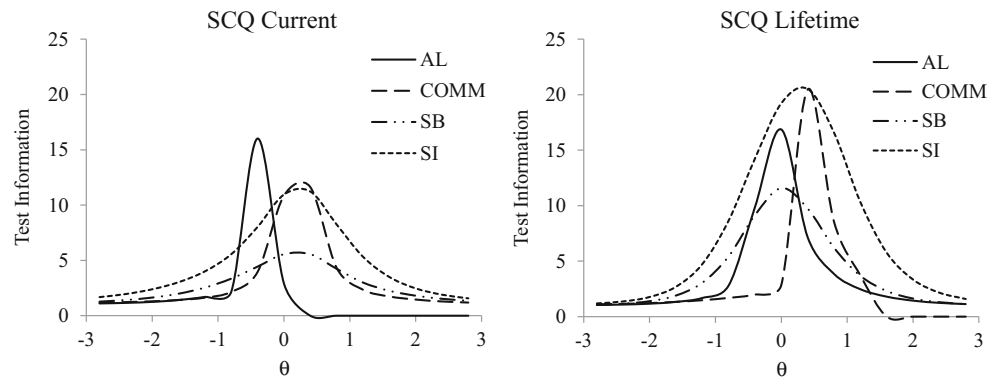 SCQ Current
25
20
15
10
5
0
-3
-2
-1
0
1
2
3
Test Information
θ
AL
COMM
SB
SI
SCQ Lifetime
25
20
15
10
5
0
-3
-2
-1
0
1
2
3
Test Information
θ
AL
COMM
SB
SI